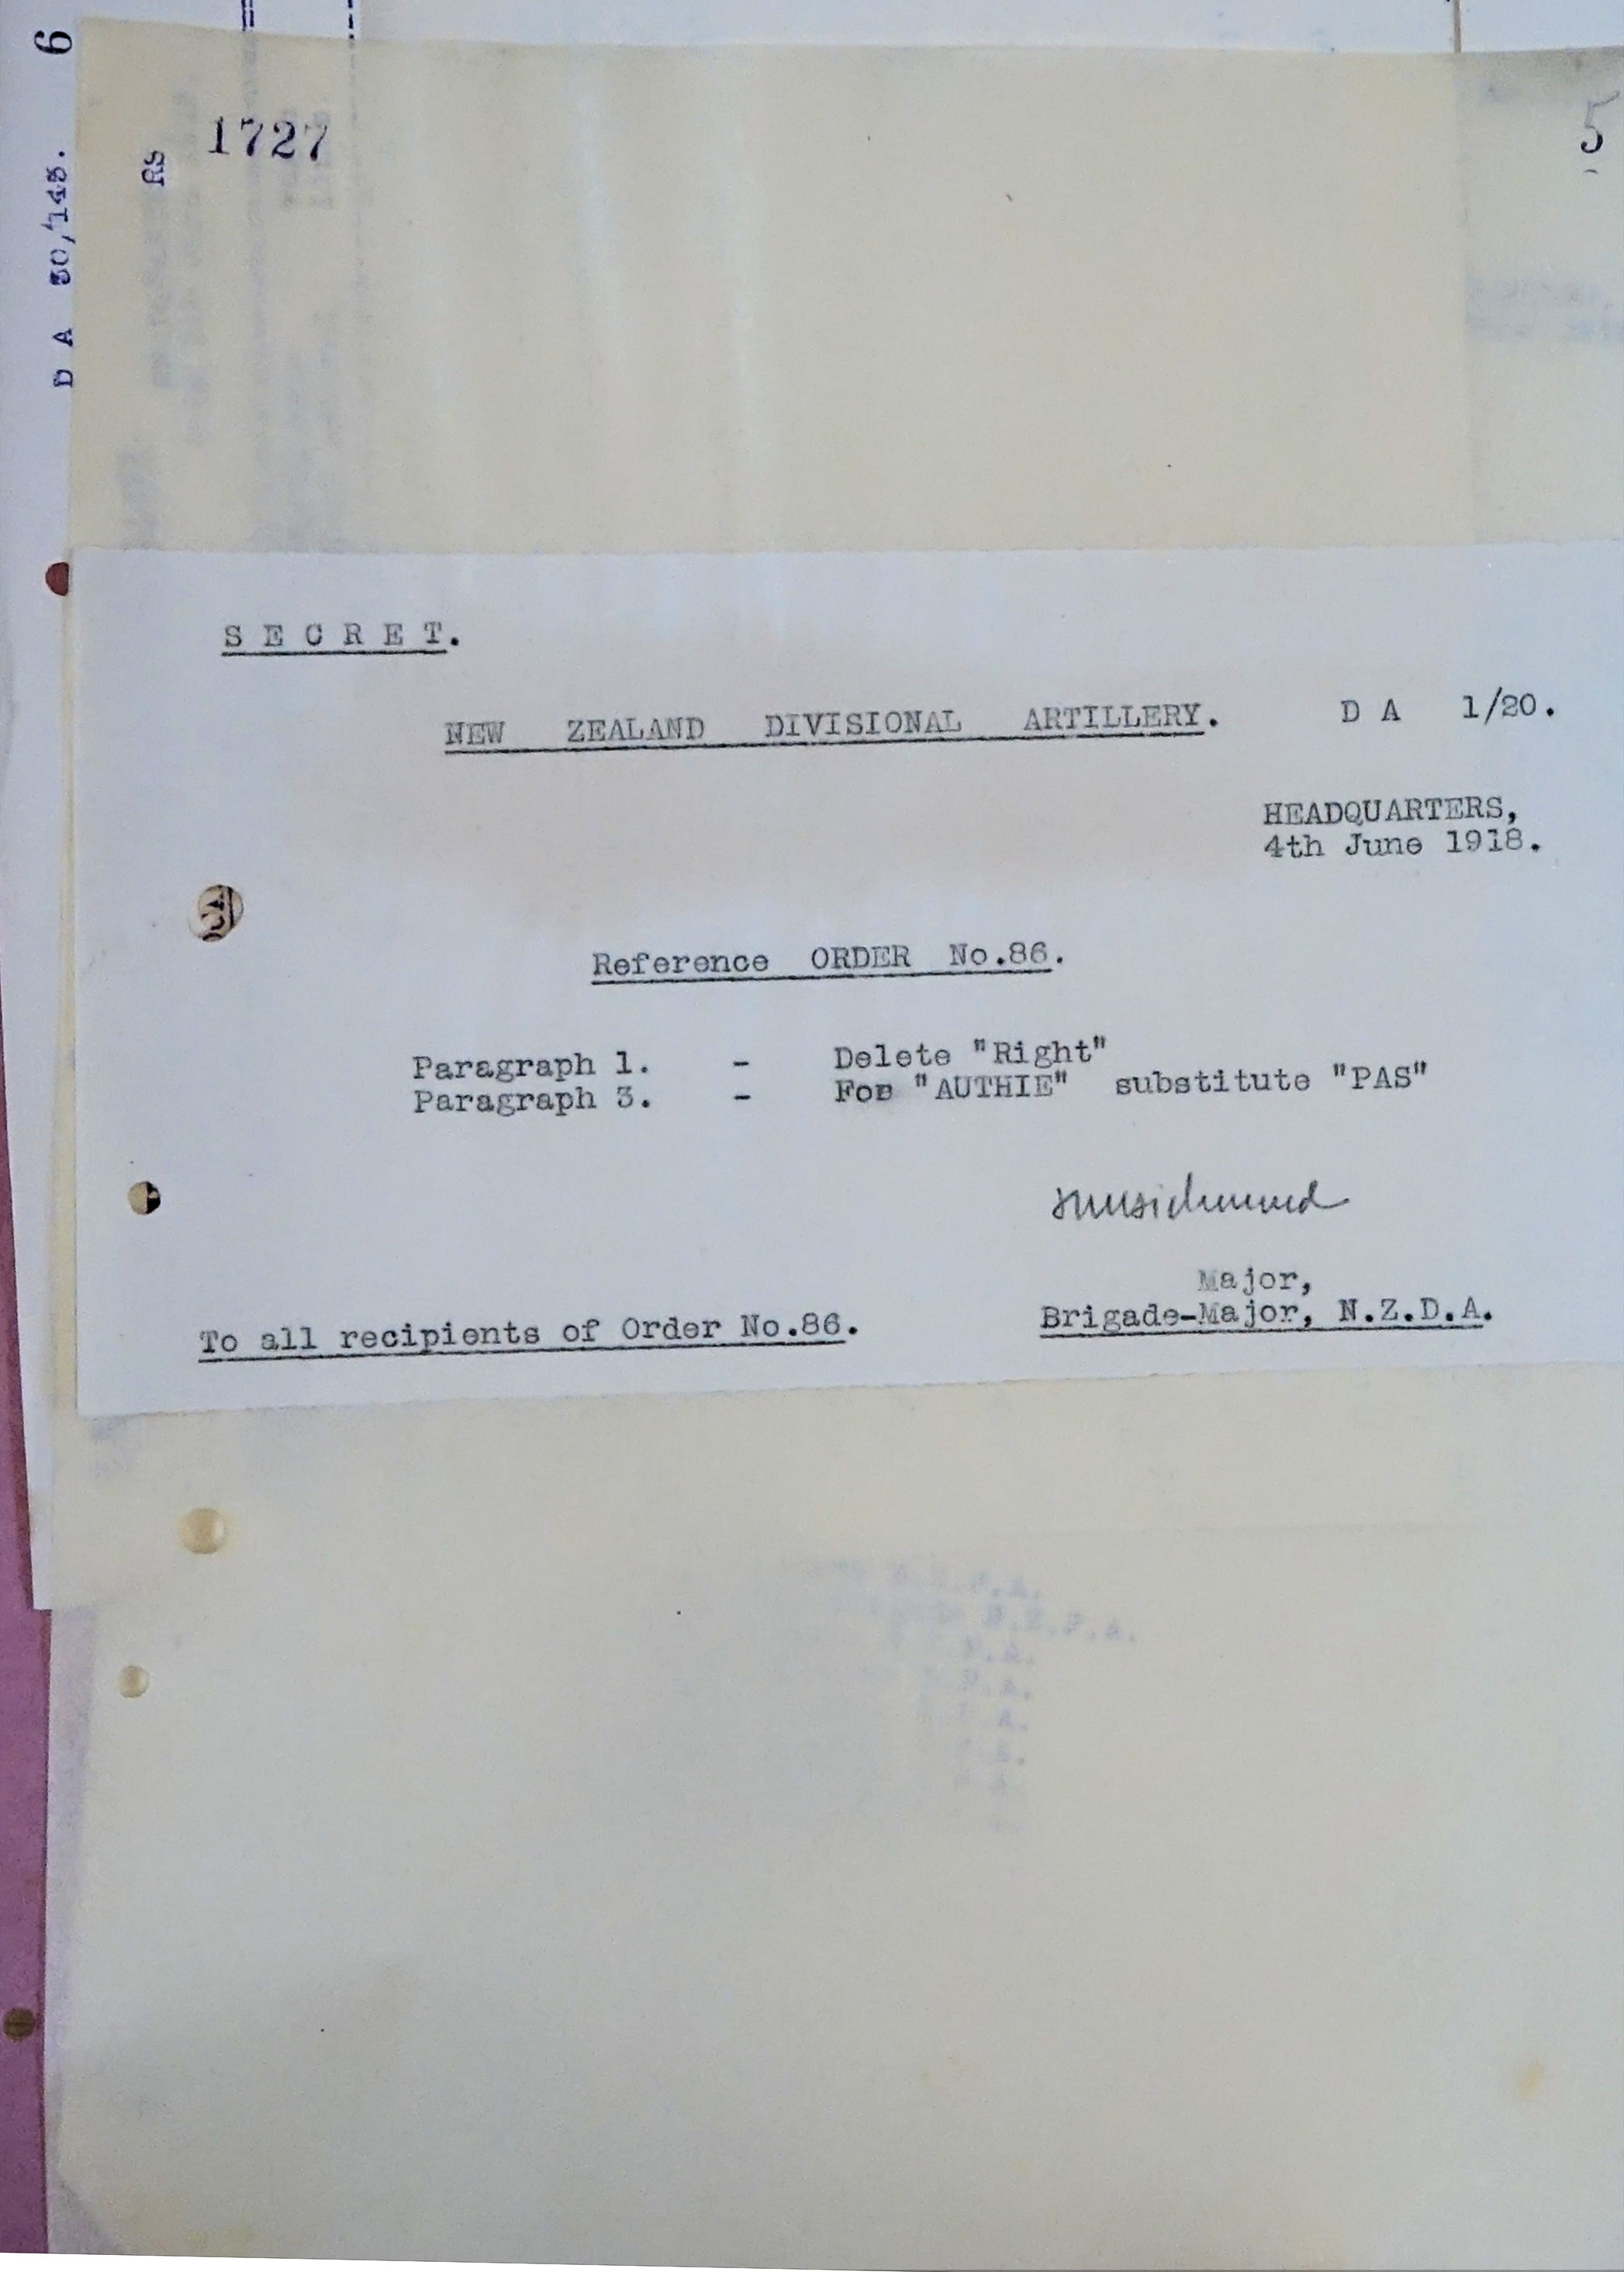 6
D A 30/143.
RS
1727
5
S E C R E T.
NEW ZEALAND DIVISIONAL ARTILLERY. D A 1/20.
HEADQUARTERS,
4th June 1918.
Reference ORDER No.86.
Paragraph 1. - Delete "Right"
Paragraph 3. - For "AUTHIE" substitute "PAS"
Major,
Brigade-Major, N.Z.D.A.
To all recipients of Order No.86.